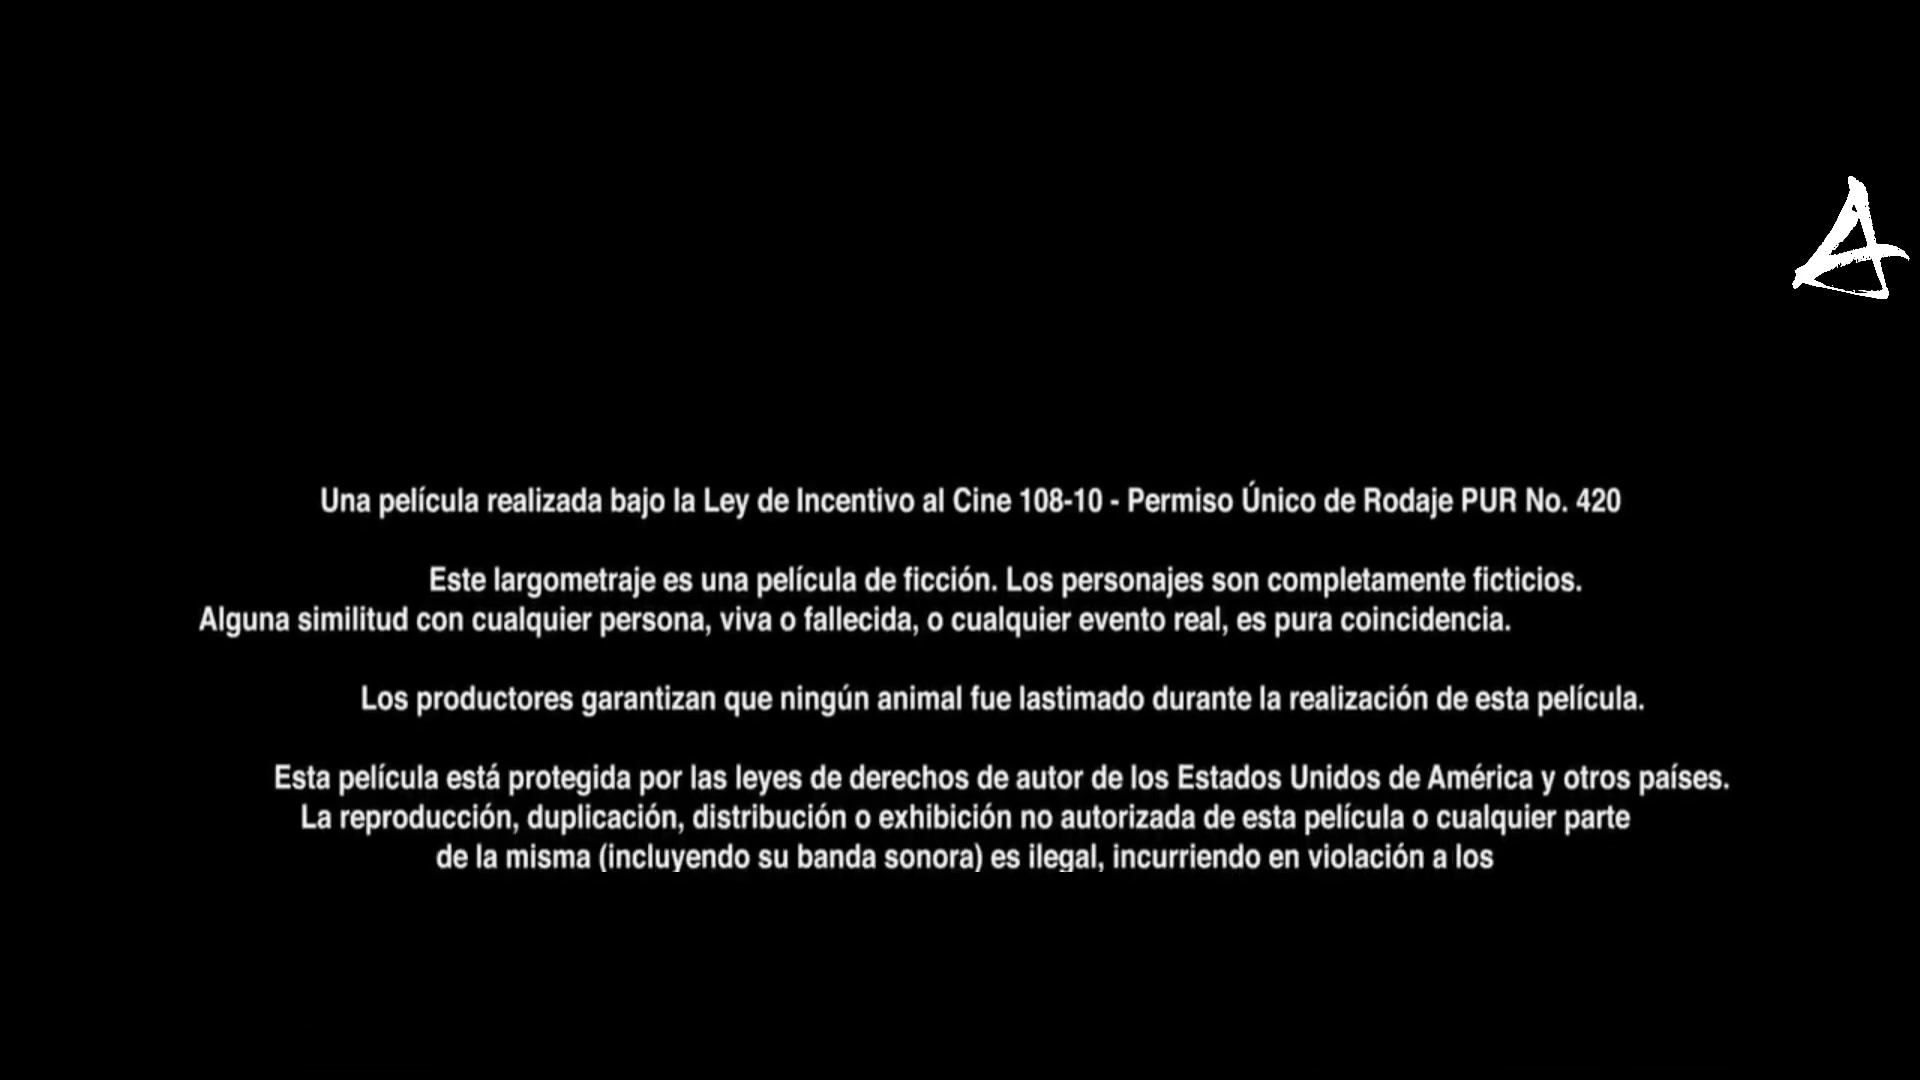 A
Una película realizada bajo la Ley de Incentivo al Cine 108-10 - Permiso Único de Rodaje PUR No. 420
Este largometraje es una película de ficción. Los personajes son completamente ficticios.
Alguna similitud con cualquier persona, viva o fallecida, o cualquier evento real, es pura coincidencia.
Los productores garantizan que ningún animal fue lastimado durante la realización de esta película.
Esta película está protegida por las leyes de derechos de autor de los Estados Unidos de América y otros países.
La reproducción, duplicación, distribución o exhibición no autorizada de esta película o cualquier parte
de la misma (incluyendo su banda sonora) es ilegal, incurriendo en violación a los